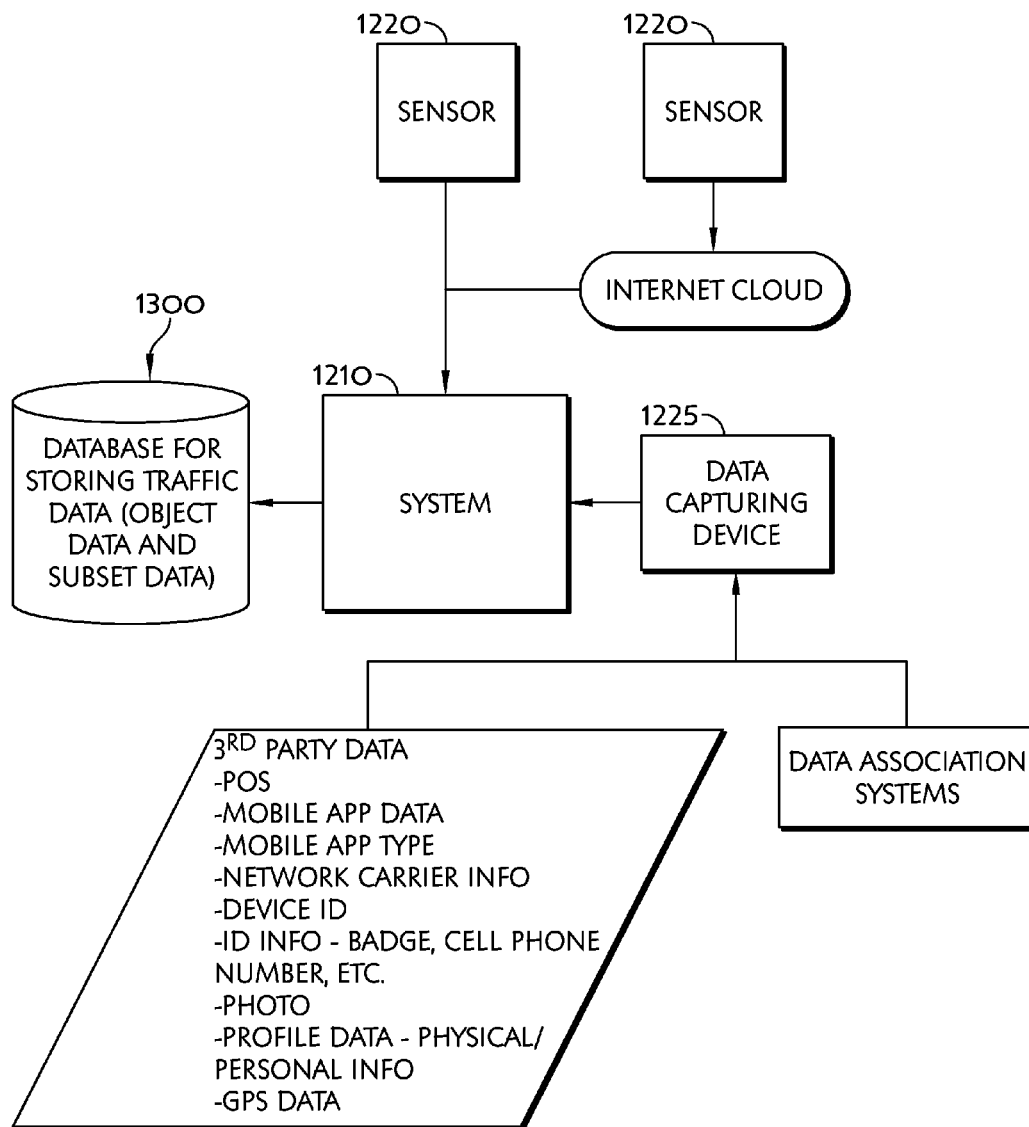 1220
1220
SENSOR
SENSOR
INTERNET CLOUD
1300
1210
1225
DATABASE FOR
STORING TRAFFIC
DATA (OBJECT
DATA AND
SUBSET DATA)
SYSTEM
DATA
CAPTURING
DEVICE
3RD PARTY DATA
-POS
-MOBILE APP DATA
-MOBILE APP TYPE
-NETWORK CARRIER INFO
-DEVICE ID
-ID INFO - BADGE, CELL PHONE
NUMBER, ETC.
-PHOTO
-PROFILE DATA - PHYSICAL/
PERSONAL INFO
-GPS DATA
DATA ASSOCIATION
SYSTEMS